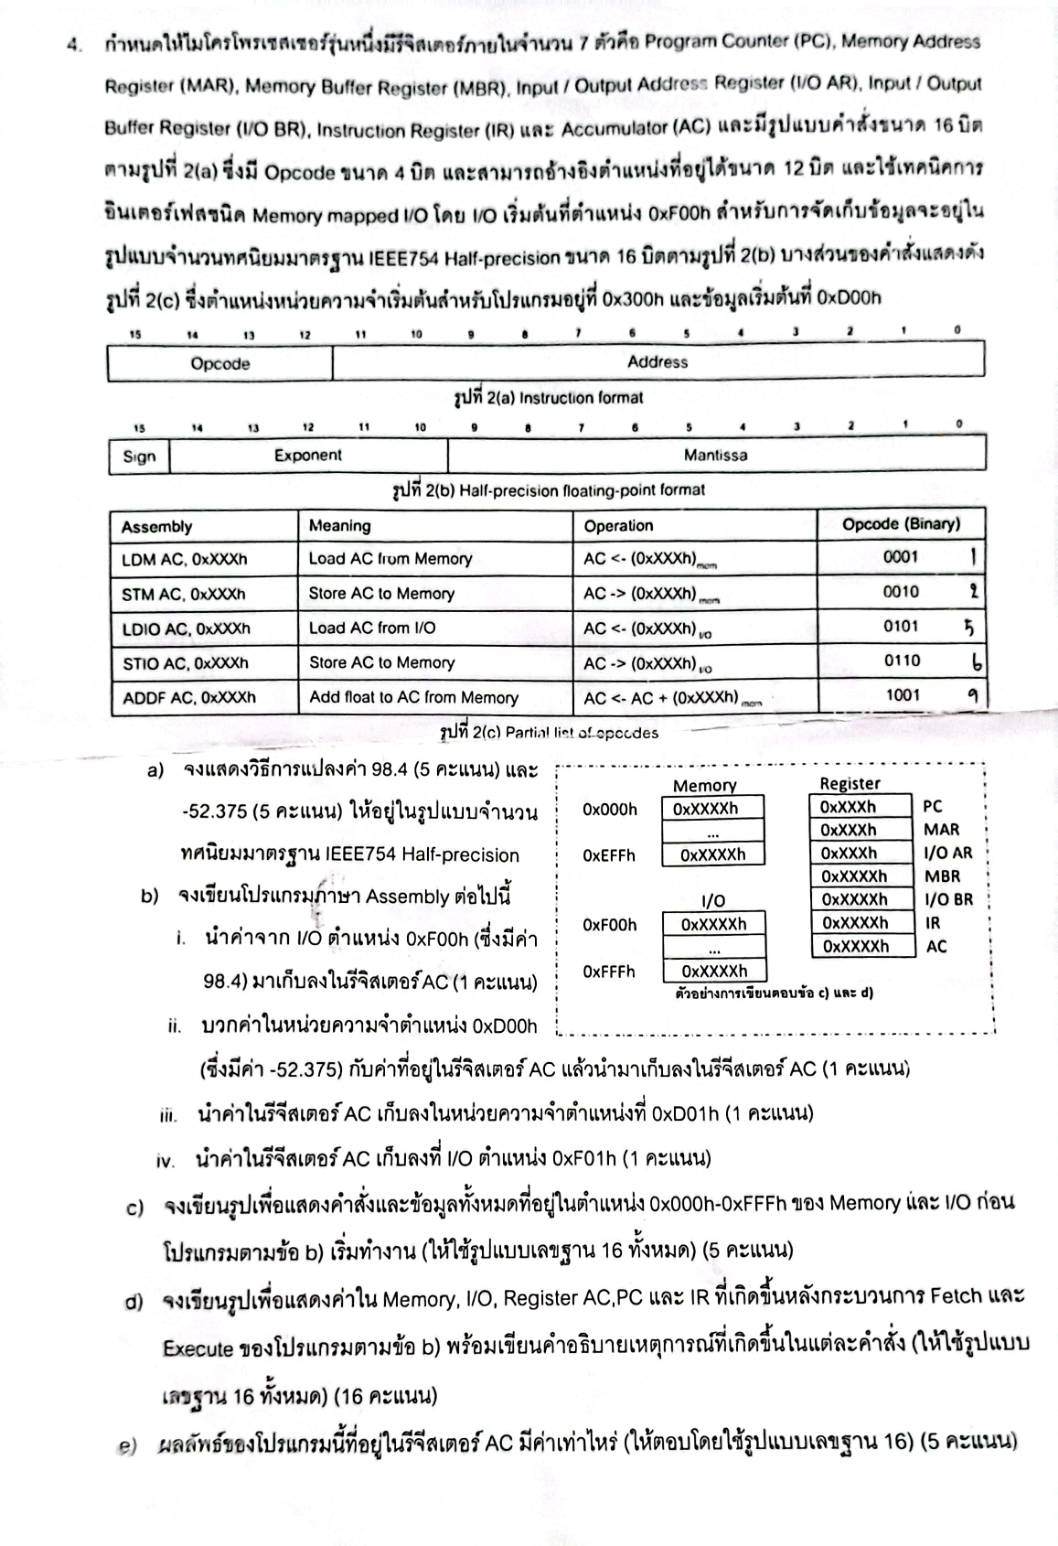 4. กำหนดให้ไมโครโพรเซสเซอร์รุ่นหนึ่งมีรีจิสเตอร์ภายในจำนวน 7 ตัวคือ Program Counter (PC), Memory Address
Register (MAR), Memory Buffer Register (MBR), Input / Output Address Register (I/O AR), Input / Output
Buffer Register (I/O BR), Instruction Register (IR) และ Accumulator (AC) และมีรูปแบบคำสั่งขนาด 16 บิต
ตามรูปที่ 2(a) ซึ่งมี Opcode ขนาด 4 บิต และสามารถอ้างอิงตำแหน่งที่อยู่ได้ขนาด 12 บิต และใช้เทคนิคการ
อินเตอร์เฟสชนิด Memory mapped I/O โดย I/O เริ่มต้นที่ตำแหน่ง 0xF00h สำหรับการจัดเก็บข้อมูลจะอยู่ใน
รูปแบบจำนวนทศนิยมมาตรฐาน IEEE754 Half-precision ขนาด 16 บิตตามรูปที่ 2(b) บางส่วนของคำสั่งแสดงดัง
รูปที่ 2(c) ซึ่งตำแหน่งหน่วยความจำเริ่มต้นสำหรับโปรแกรมอยู่ที่ 0x300h และข้อมูลเริ่มต้นที่ 0xD00h
15 14 13 12 11 10 9 8 7 6 5 4 3 2 1 0
Opcode Address
รูปที่ 2(a) Instruction format
15 14 13 12 11 10 9 8 7 6 5 4 3 2 1 0
Sign Exponent Mantissa
รูปที่ 2(b) Half-precision floating-point format
Assembly Meaning Operation Opcode (Binary)
LDM AC, 0xXXXh Load AC from Memory AC <- (0xXXXh)mem 0001 1
STM AC, 0xXXXh Store AC to Memory AC -> (0xXXXh)mem 0010 2
LDIO AC, 0xXXXh Load AC from I/O AC <- (0xXXXh)I/O 0101 5
STIO AC, 0xXXXh Store AC to Memory AC -> (0xXXXh)I/O 0110 6
ADDF AC, 0xXXXh Add float to AC from Memory AC <- AC + (0xXXXh)mem 1001 9
รูปที่ 2(c) Partial list of opcodes
a) จงแสดงวิธีการแปลงค่า 98.4 (5 คะแนน) และ
-52.375 (5 คะแนน) ให้อยู่ในรูปแบบจำนวน
ทศนิยมมาตรฐาน IEEE754 Half-precision
b) จงเขียนโปรแกรมภาษา Assembly ต่อไปนี้
i. นำค่าจาก I/O ตำแหน่ง 0xF00h (ซึ่งมีค่า
98.4) มาเก็บลงในรีจิสเตอร์ AC (1 คะแนน)
ii. บวกค่าในหน่วยความจำตำแหน่ง 0xD00h
Memory Register
0x000h 0xXXXXh 0xXXXh PC
... 0xXXXh MAR
0xEFFh 0xXXXXh 0xXXXh I/O AR
0xXXXXh MBR
I/O 0xXXXXh I/O BR
0xF00h 0xXXXXh 0xXXXXh IR
... 0xXXXXh AC
0xFFFh 0xXXXXh
ตัวอย่างการเขียนตอบข้อ c) และ d)
(ซึ่งมีค่า -52.375) กับค่าที่อยู่ในรีจิสเตอร์ AC แล้วนำมาเก็บลงในรีจีสเตอร์ AC (1 คะแนน)
iii. นำค่าในรีจีสเตอร์ AC เก็บลงในหน่วยความจำตำแหน่งที่ 0xD01h (1 คะแนน)
iv. นำค่าในรีจีสเตอร์ AC เก็บลงที่ I/O ตำแหน่ง 0xF01h (1 คะแนน)
c) จงเขียนรูปเพื่อแสดงคำสั่งและข้อมูลทั้งหมดที่อยู่ในตำแหน่ง 0x000h-0xFFFh ของ Memory และ I/O ก่อน
โปรแกรมตามข้อ b) เริ่มทำงาน (ให้ใช้รูปแบบเลขฐาน 16 ทั้งหมด) (5 คะแนน)
d) จงเขียนรูปเพื่อแสดงค่าใน Memory, I/O, Register AC,PC และ IR ที่เกิดขึ้นหลังกระบวนการ Fetch และ
Execute ของโปรแกรมตามข้อ b) พร้อมเขียนคำอธิบายเหตุการณ์ที่เกิดขึ้นในแต่ละคำสั่ง (ให้ใช้รูปแบบ
เลขฐาน 16 ทั้งหมด) (16 คะแนน)
e) ผลลัพธ์ของโปรแกรมนี้ที่อยู่ในรีจีสเตอร์ AC มีค่าเท่าไหร่ (ให้ตอบโดยใช้รูปแบบเลขฐาน 16) (5 คะแนน)